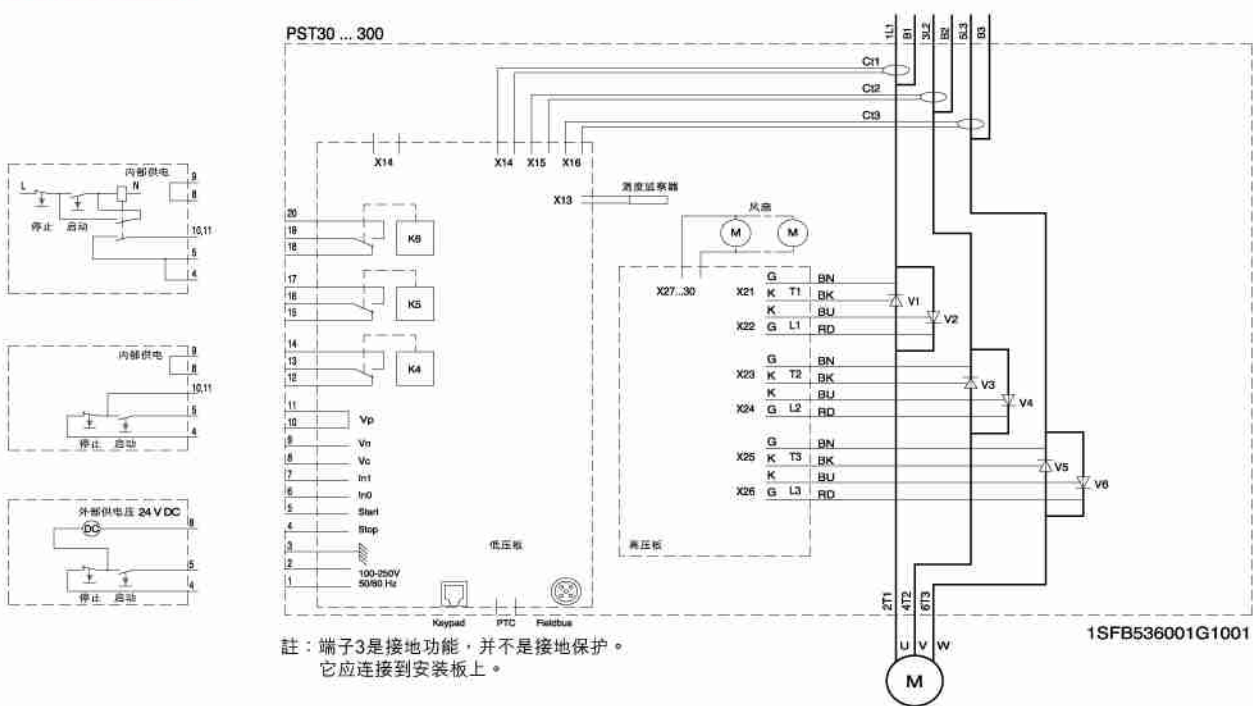 PST30 ... 300
1L1
B1
3L2
B2
5L3
B3
Ct1
Ct2
Ct3
X14
X14
X15
X16
X13
温度监察器
风扇
M
M
内部供电
L
N
停止
启动
9
8
10,11
5
4
内部供电
9
8
10,11
5
4
停止
启动
外部供电压 24 V DC
DC
8
5
4
停止
启动
20
19
18
K6
17
16
15
K5
14
13
12
K4
11
10
Vp
9
Vn
8
Vc
7
In1
6
In0
5
Start
4
Stop
3
2
1
100-250V
50/60 Hz
低压板
Keypad
PTC
Fieldbus
X27...30
高压板
X21
G
BN
K
T1
BK
K
BU
X22
G
L1
RD
V1
V2
G
BN
X23
K
T2
BK
K
BU
X24
G
L2
RD
V3
V4
G
BN
X25
K
T3
BK
K
BU
X26
G
L3
RD
V5
V6
2T1
4T2
6T3
U
V
W
M
1SFB536001G1001
註：端子3是接地功能，并不是接地保护。
它应连接到安装板上。